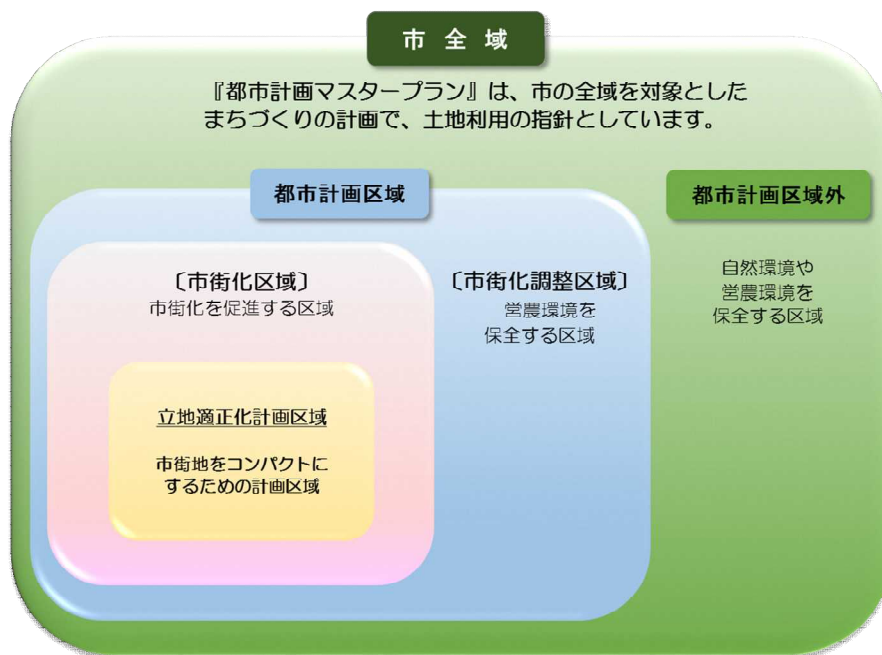 市全域
『都市計画マスタープラン』は、市の全域を対象とした
まちづくりの計画で、土地利用の指針としています。
都市計画区域
都市計画区域外
〔市街化区域〕
市街化を促進する区域
〔市街化調整区域〕
営農環境を
保全する区域
自然環境や
営農環境を
保全する区域
立地適正化計画区域
市街地をコンパクトに
するための計画区域